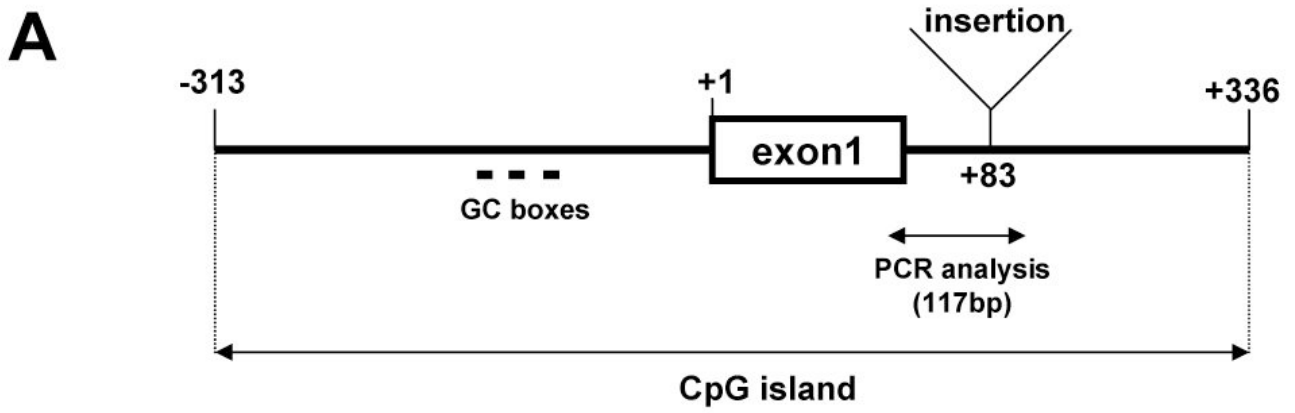 A
insertion
-313
+1
+336
exon1
+83
GC boxes
PCR analysis
(117bp)
CpG island